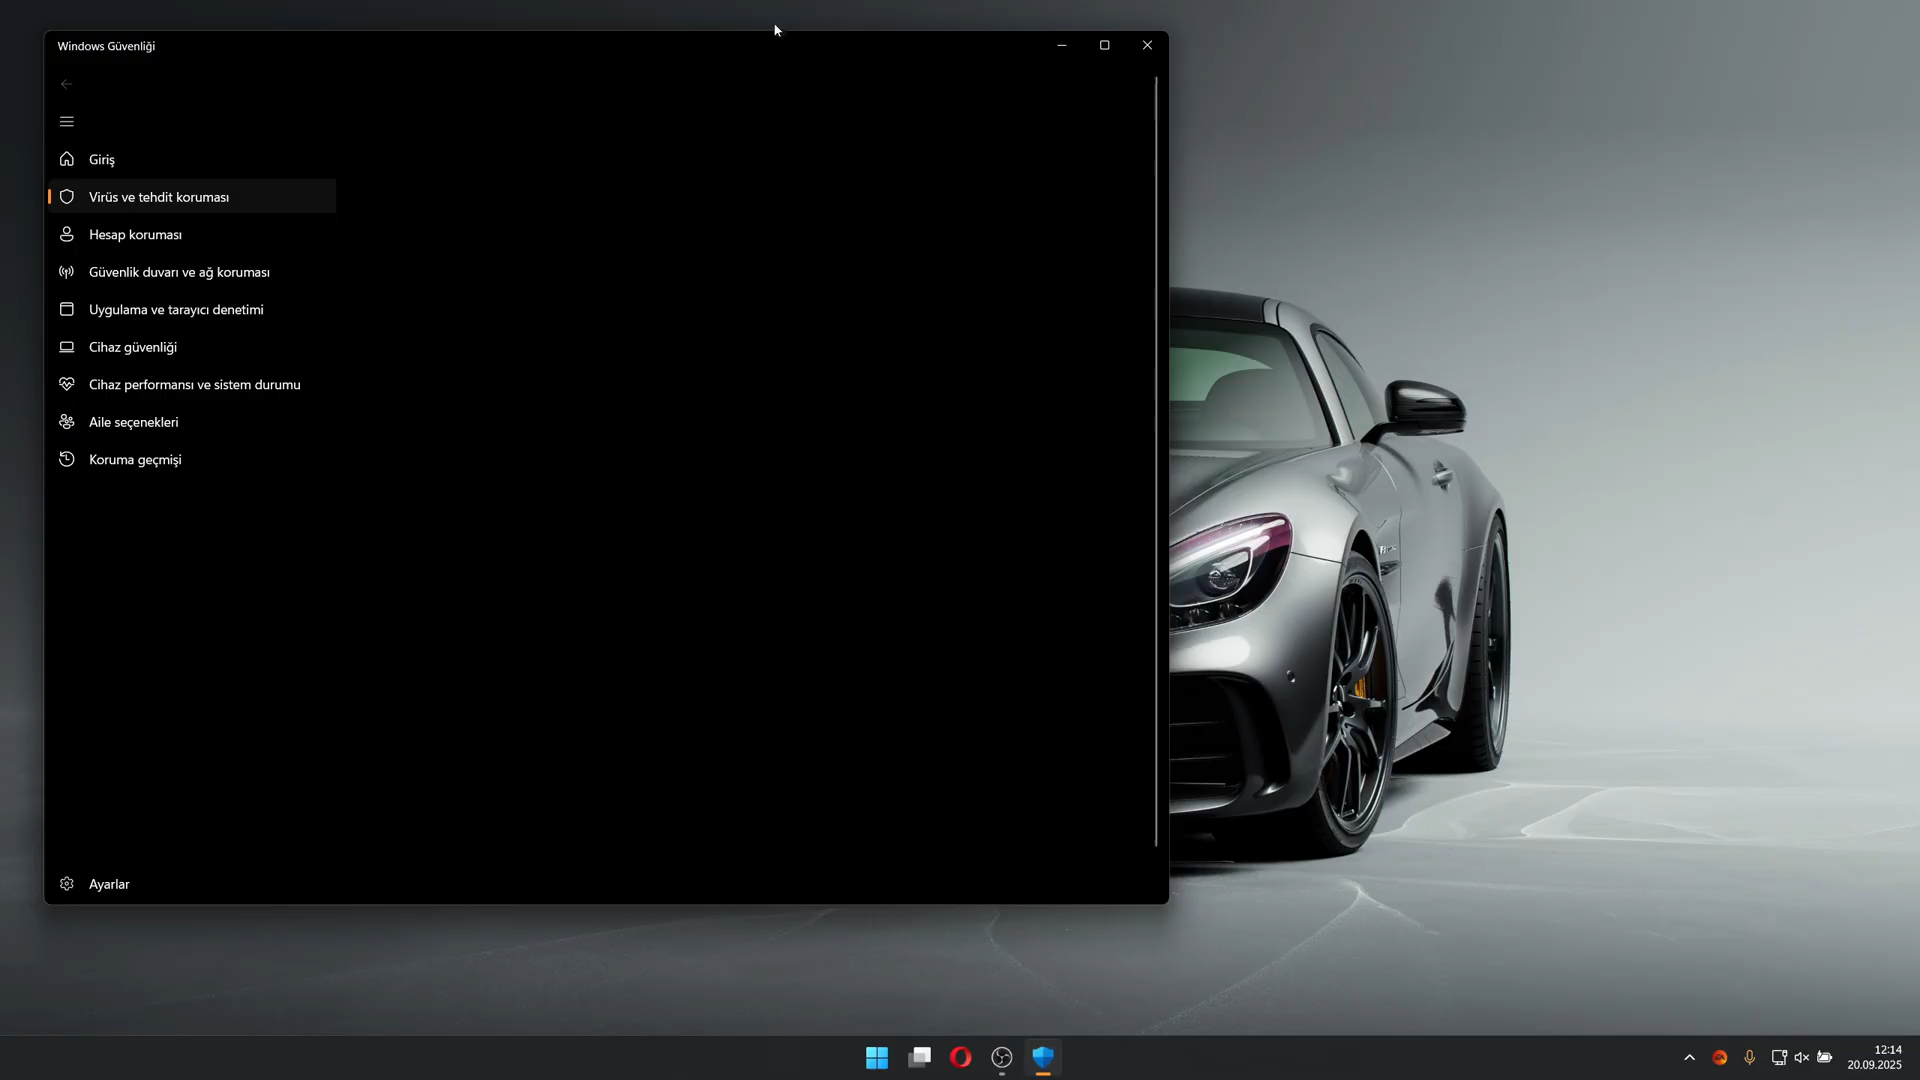 Windows Güvenliği
Giriş
Virüs ve tehdit koruması
Hesap koruması
Güvenlik duvarı ve ağ koruması
Uygulama ve tarayıcı denetimi
Cihaz güvenliği
Cihaz performansı ve sistem durumu
Aile seçenekleri
Koruma geçmişi
Ayarlar
12:14
20.09.2025